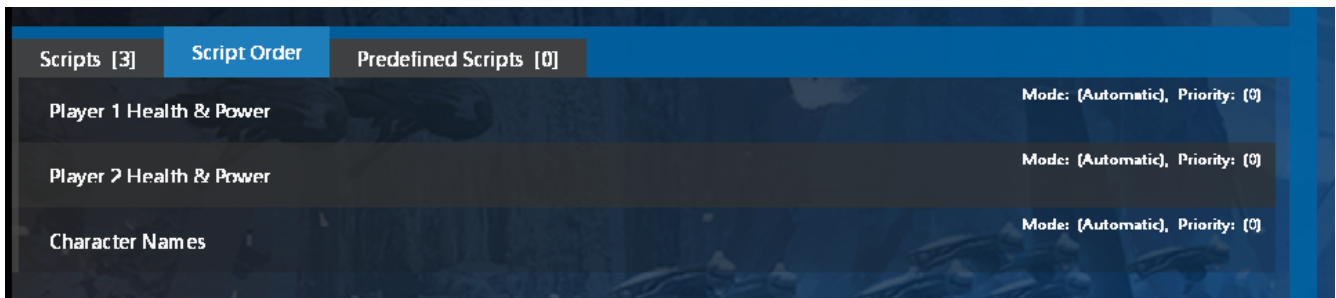 Scripts [3] Script Order Predefined Scripts [0]
Player 1 Health & Power Mode: (Automatic), Priority: (0)
Player 2 Health & Power Mode: (Automatic), Priority: (0)
Character Names Mode: (Automatic), Priority: (0)